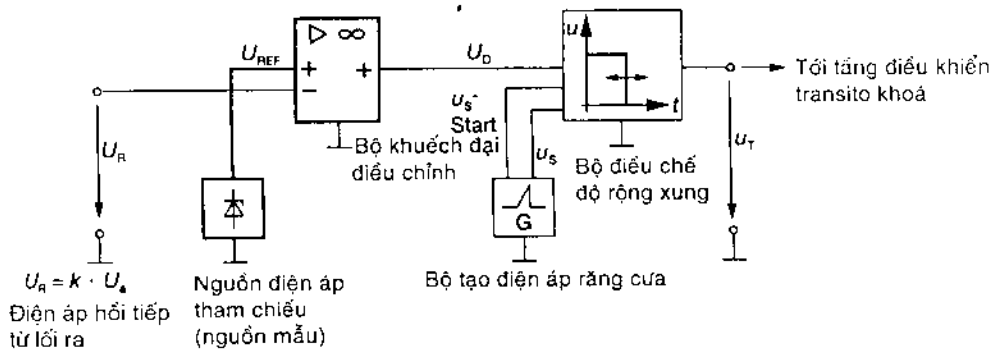 ▷ ∞
U_REF
+
+
−
U_D
u
t
Tới tầng điều khiển
transito khoá
U_R
u_S-
Start
u_S
u_T
Bộ khuếch đại
điều chỉnh
Bộ điều chế
độ rộng xung
G
U_R = k · U_a
Điện áp hồi tiếp
từ lối ra
Nguồn điện áp
tham chiếu
(nguồn mẫu)
Bộ tạo điện áp răng cưa